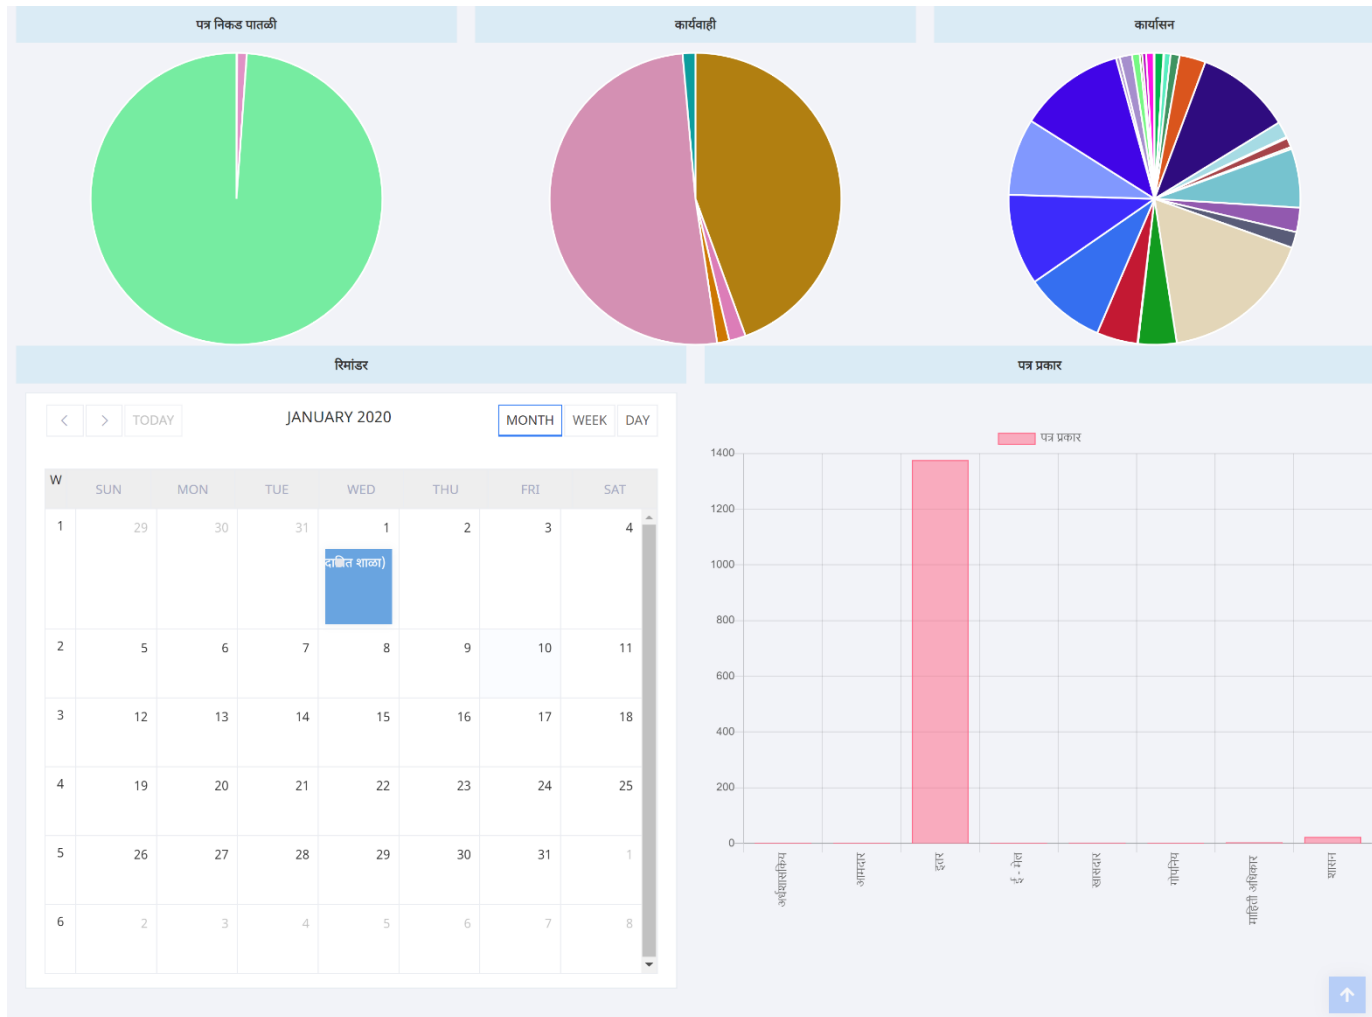 पत्र निकड पातळी
कार्यवाही
कार्यासन
रिमांडर
पत्र प्रकार
TODAY
JANUARY 2020
MONTH WEEK DAY
W SUN MON TUE WED THU FRI SAT
1 29 30 31 1 2 3 4
शाळा)
2 5 6 7 8 9 10 11
3 12 13 14 15 16 17 18
4 19 20 21 22 23 24 25
5 26 27 28 29 30 31 1
6 2 3 4 5 6 7 8
पत्र प्रकार
1400
1200
1000
800
600
400
200
0
अर्धशासकिय
आमदार
इतर
ई - मेल
खासदार
गोपनिय
माहिती अधिकार
शासन